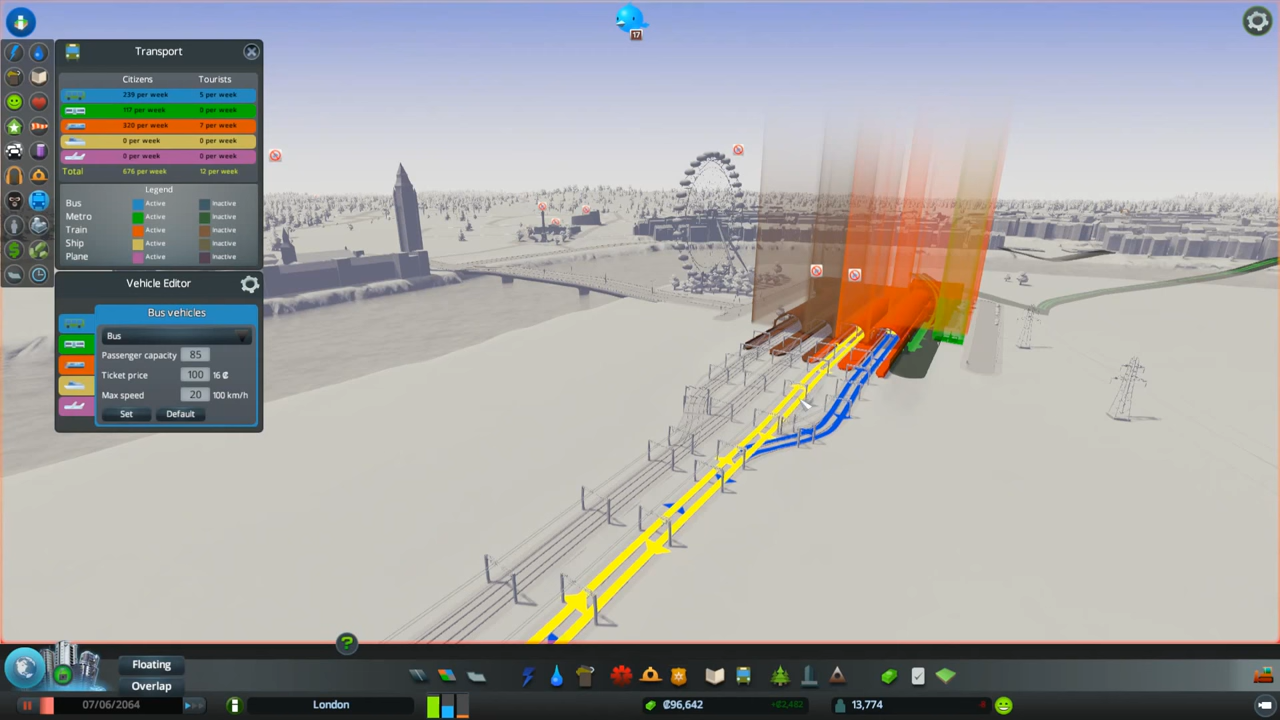 17
Transport
Citizens Tourists
239 per week 5 per week
117 per week 0 per week
320 per week 7 per week
0 per week 0 per week
0 per week 0 per week
Total 676 per week 12 per week
Legend
Bus Active Inactive
Metro Active Inactive
Train Active Inactive
Ship Active Inactive
Plane Active Inactive
Vehicle Editor
Bus vehicles
Bus
Passenger capacity 85
Ticket price 100 16 ₡
Max speed 20 100 km/h
Set Default
?
Floating
Overlap
07/06/2064
London
₡96,642
+₡2,482
13,774